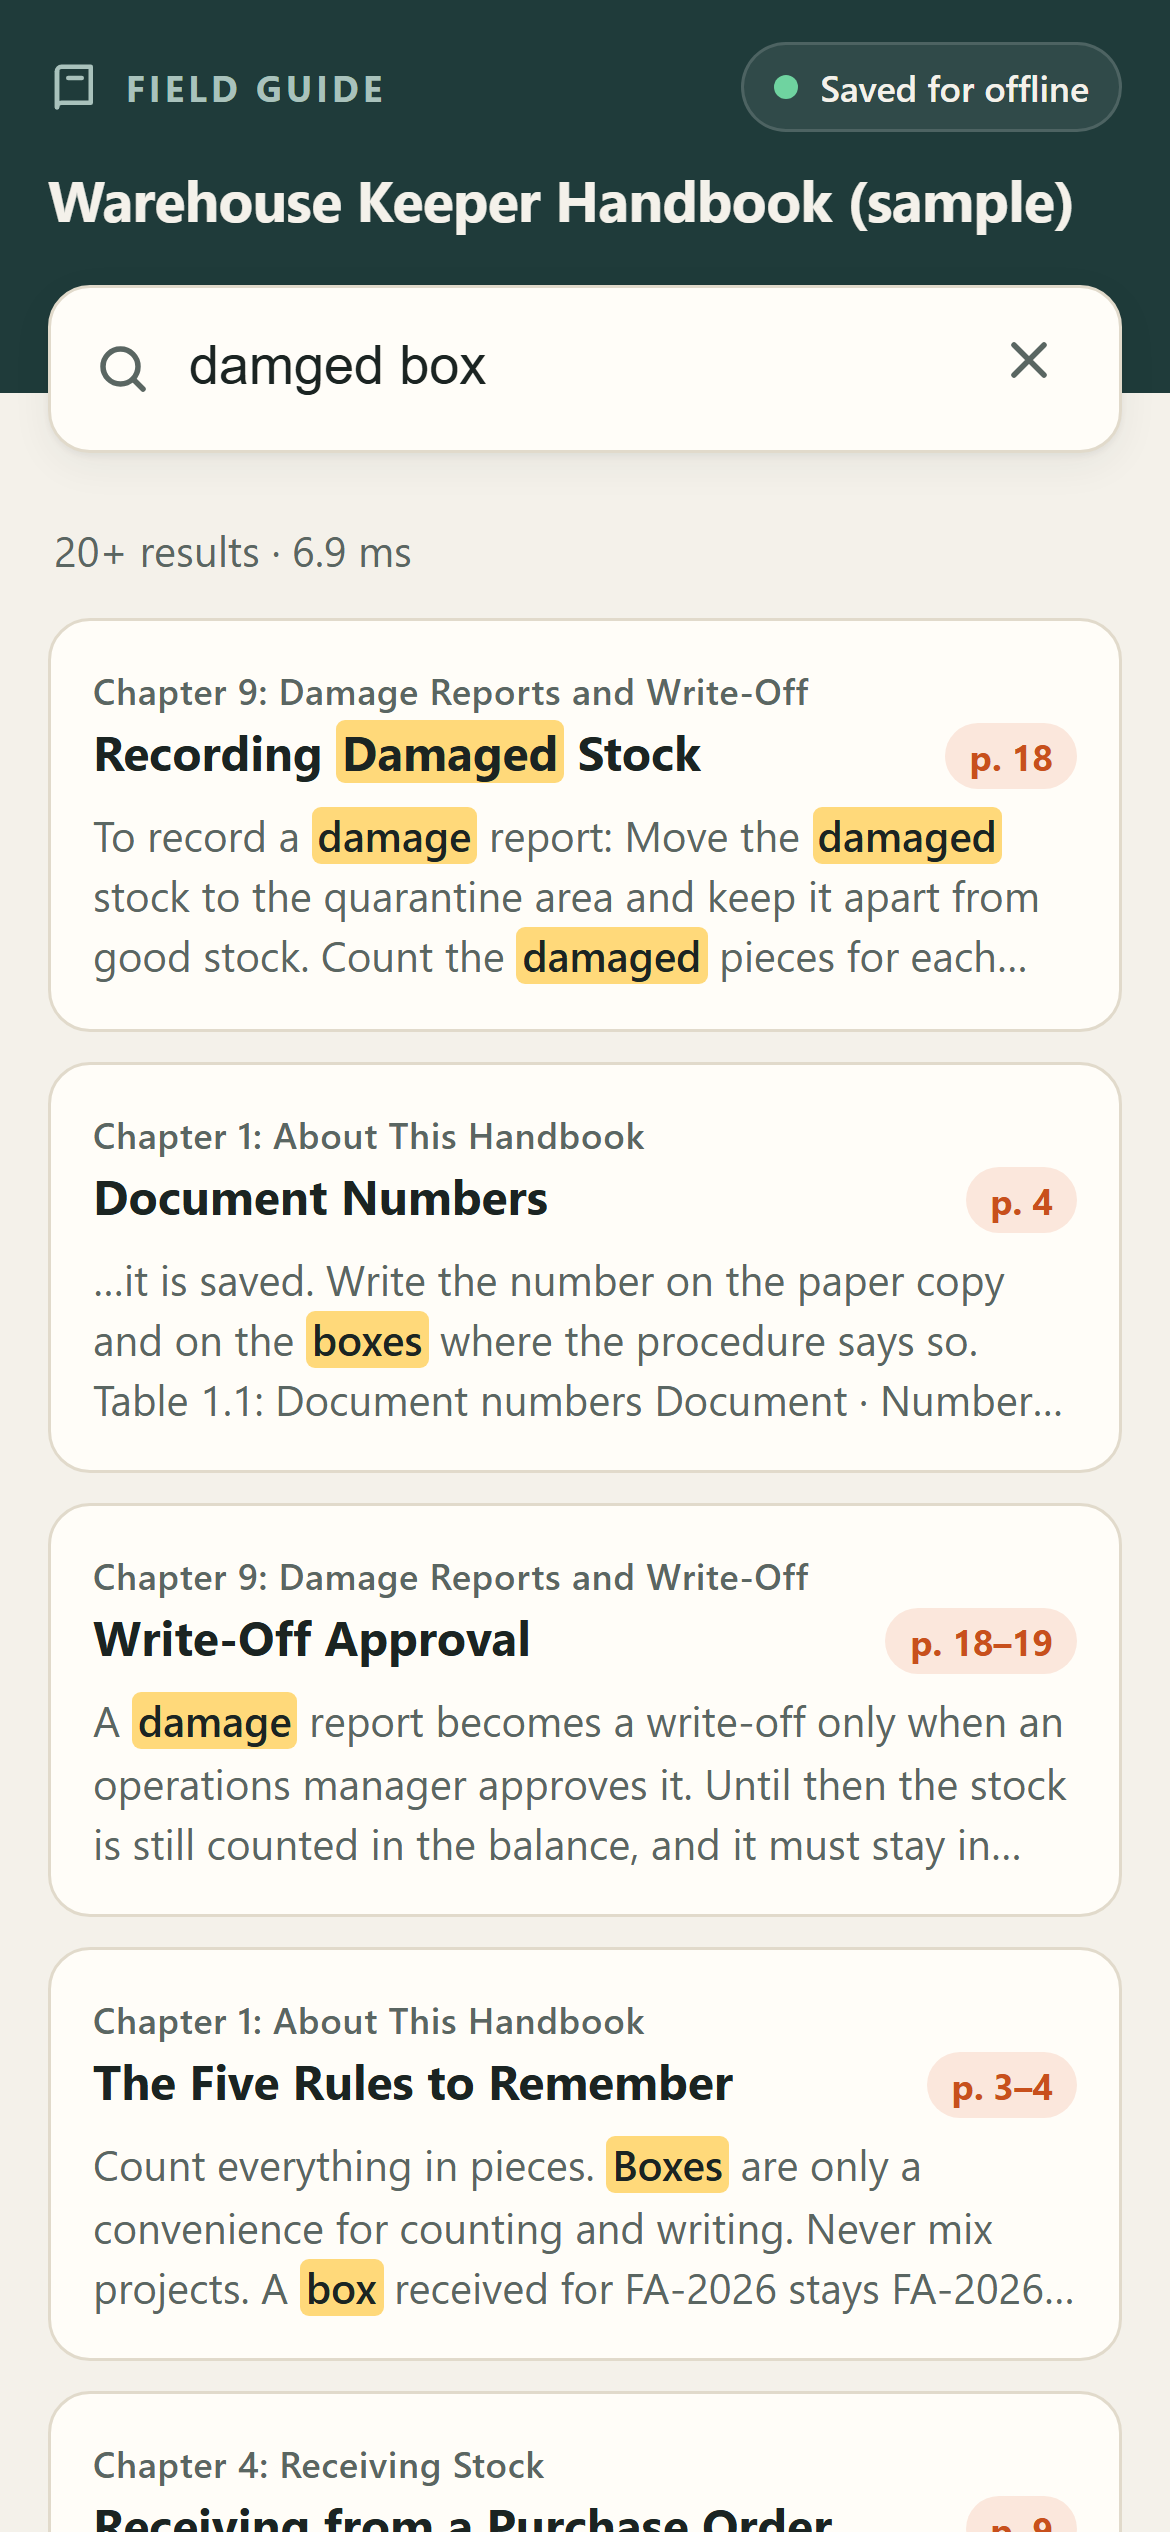 FIELD GUIDE
Saved for offline
Warehouse Keeper Handbook (sample)
damged box
20+ results · 6.9 ms
Chapter 9: Damage Reports and Write-Off
Recording Damaged Stock
p. 18
To record a damage report: Move the damaged
stock to the quarantine area and keep it apart from
good stock. Count the damaged pieces for each...
Chapter 1: About This Handbook
Document Numbers
p. 4
...it is saved. Write the number on the paper copy
and on the boxes where the procedure says so.
Table 1.1: Document numbers Document · Number...
Chapter 9: Damage Reports and Write-Off
Write-Off Approval
p. 18–19
A damage report becomes a write-off only when an
operations manager approves it. Until then the stock
is still counted in the balance, and it must stay in...
Chapter 1: About This Handbook
The Five Rules to Remember
p. 3–4
Count everything in pieces. Boxes are only a
convenience for counting and writing. Never mix
projects. A box received for FA-2026 stays FA-2026...
Chapter 4: Receiving Stock
Receiving from a Purchase Order
p. 9